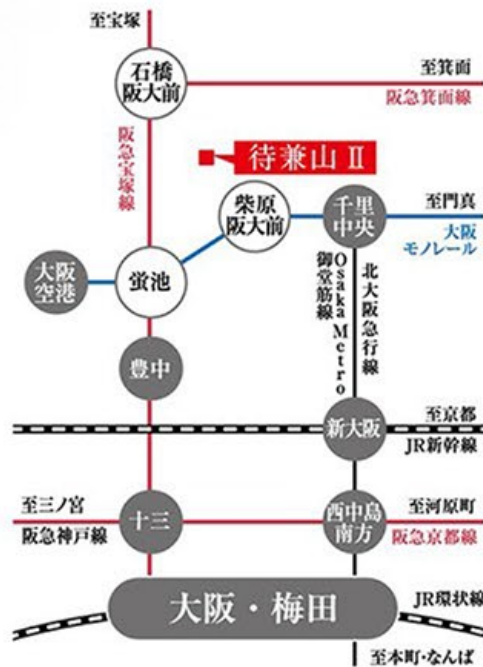 至宝塚
石橋
阪大前
至箕面
阪急箕面線
阪急宝塚線
待兼山 II
柴原
阪大前
千里
中央
至門真
大阪
モノレール
大阪
空港
蛍池
豊中
Osaka Metro
御堂筋線
北大阪急行線
新大阪
至京都
JR新幹線
至三ノ宮
阪急神戸線
十三
西中島
南方
至河原町
阪急京都線
大阪・梅田
JR環状線
至本町・なんば